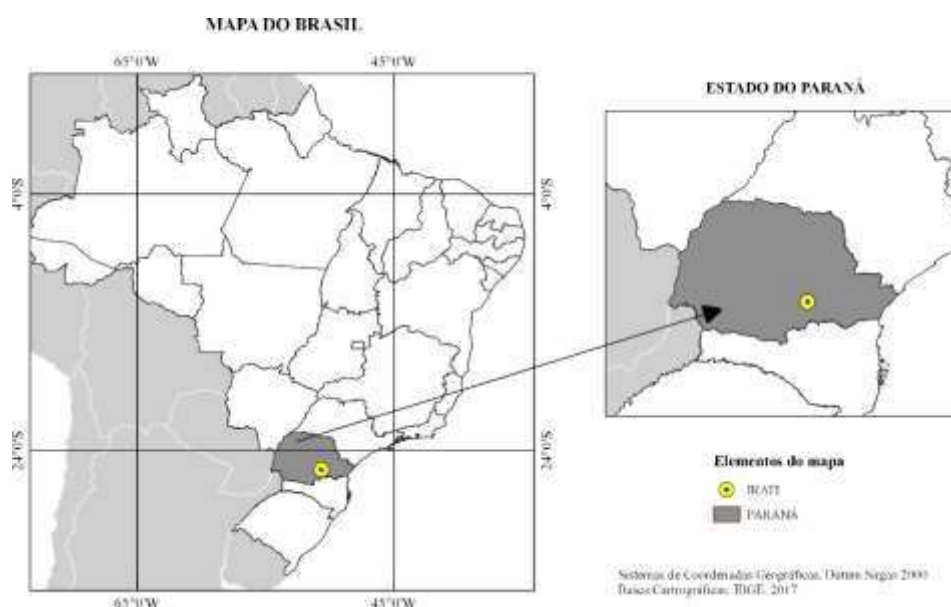 MAPA DO BRASIL
65°0'W 45°0'W
4°0'S 4°0'S
24°0'S 24°0'S
65°0'W 45°0'W
ESTADO DO PARANÁ
Elementos do mapa
IRATI
PARANÁ
Sistemas de Coordenadas Geográficas. Datum Sirgas 2000
Bases Cartográficas: IBGE, 2017